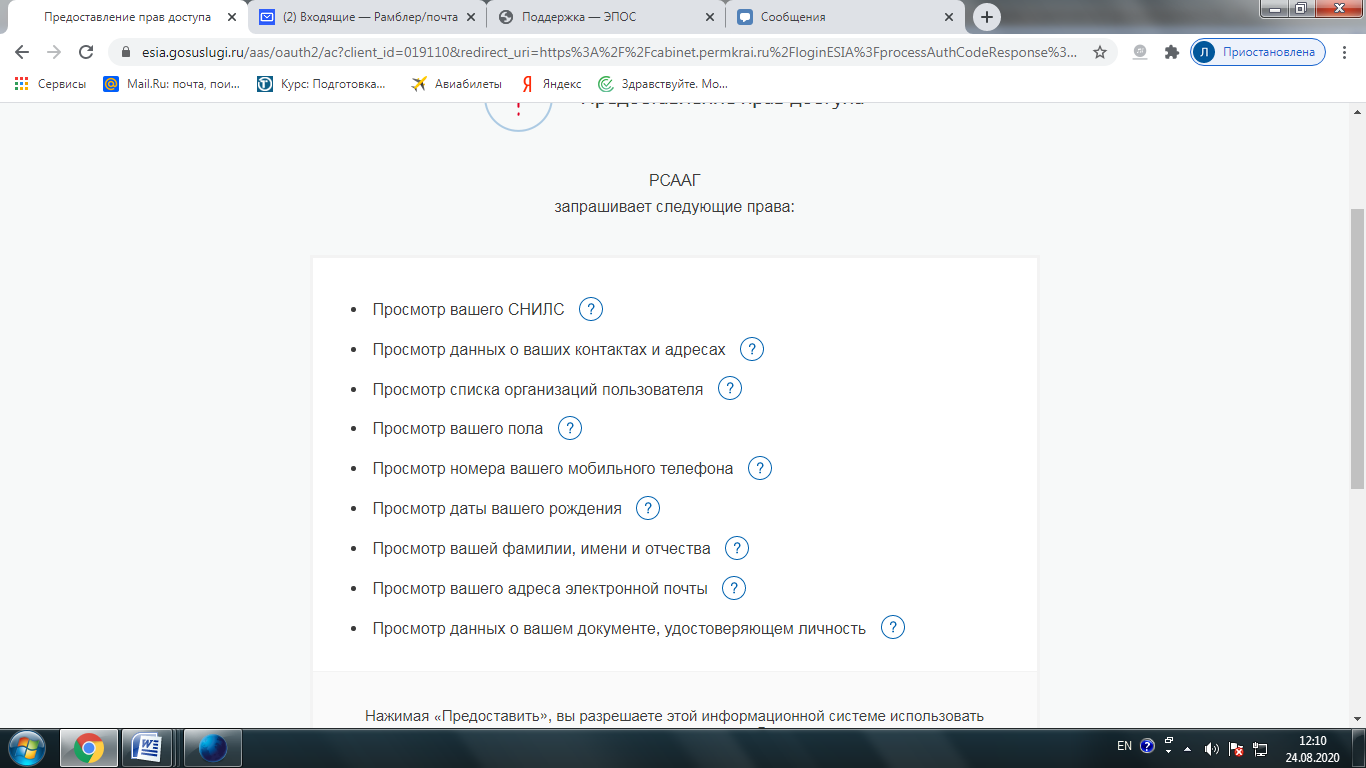 Предоставление прав доступа
(2) Входящие — Рамблер/почта
Поддержка — ЭПОС
Сообщения
esia.gosuslugi.ru/aas/oauth2/ac?client_id=019110&redirect_uri=https%3A%2F%2Fcabinet.permkrai.ru%2FloginESIA%3FprocessAuthCodeResponse%3...
Л Приостановлена
Сервисы
Mail.Ru: почта, пои...
Курс: Подготовка...
Авиабилеты
Яндекс
Здравствуйте. Мо...
Предоставление прав доступа
РСААГ
запрашивает следующие права:
• Просмотр вашего СНИЛС ?
• Просмотр данных о ваших контактах и адресах ?
• Просмотр списка организаций пользователя ?
• Просмотр вашего пола ?
• Просмотр номера вашего мобильного телефона ?
• Просмотр даты вашего рождения ?
• Просмотр вашей фамилии, имени и отчества ?
• Просмотр вашего адреса электронной почты ?
• Просмотр данных о вашем документе, удостоверяющем личность ?
Нажимая «Предоставить», вы разрешаете этой информационной системе использовать
EN
12:10
24.08.2020